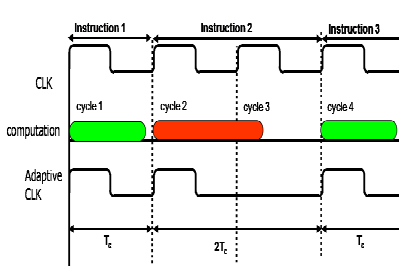 Instruction 1 Instruction 2 Instruction 3
CLK
cycle 1 cycle 2 cycle 3 cycle 4
computation
Adaptive
CLK
Tc 2Tc Tc